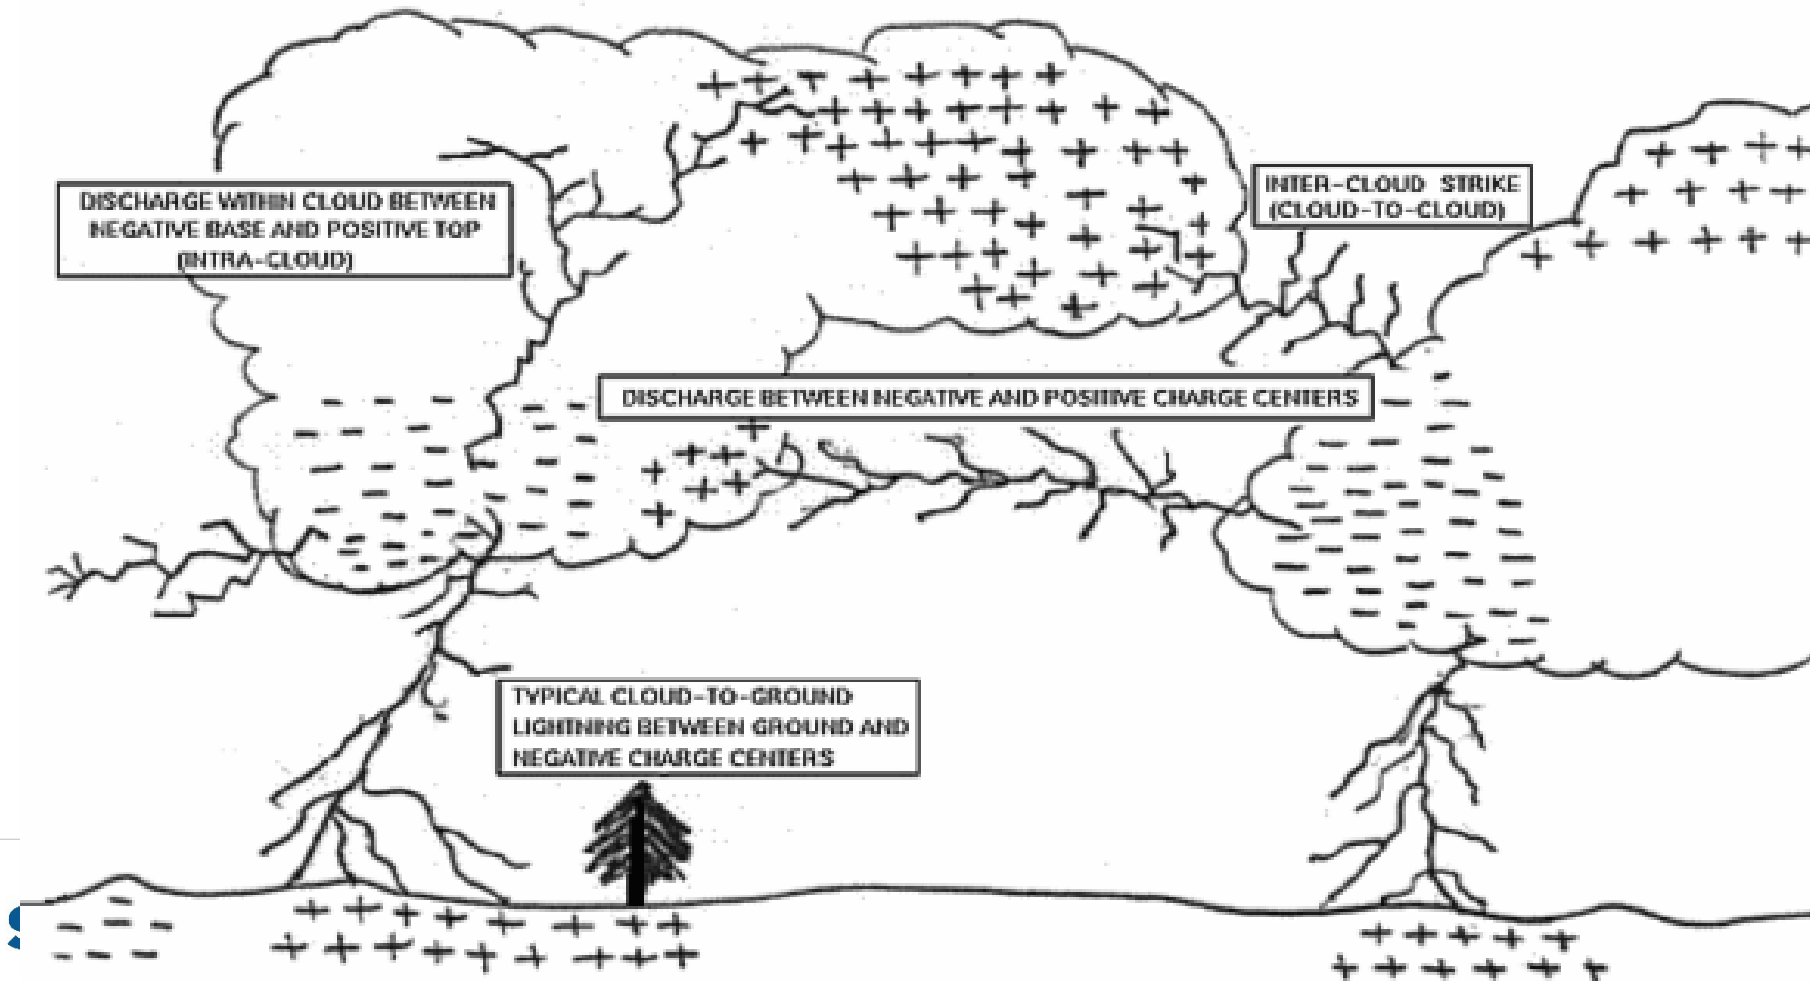 DISCHARGE WITHIN CLOUD BETWEEN
NEGATIVE BASE AND POSITIVE TOP
(INTRA-CLOUD)
INTER-CLOUD STRIKE
(CLOUD-TO-CLOUD)
DISCHARGE BETWEEN NEGATIVE AND POSITIVE CHARGE CENTERS
TYPICAL CLOUD-TO-GROUND
LIGHTNING BETWEEN GROUND AND
NEGATIVE CHARGE CENTERS